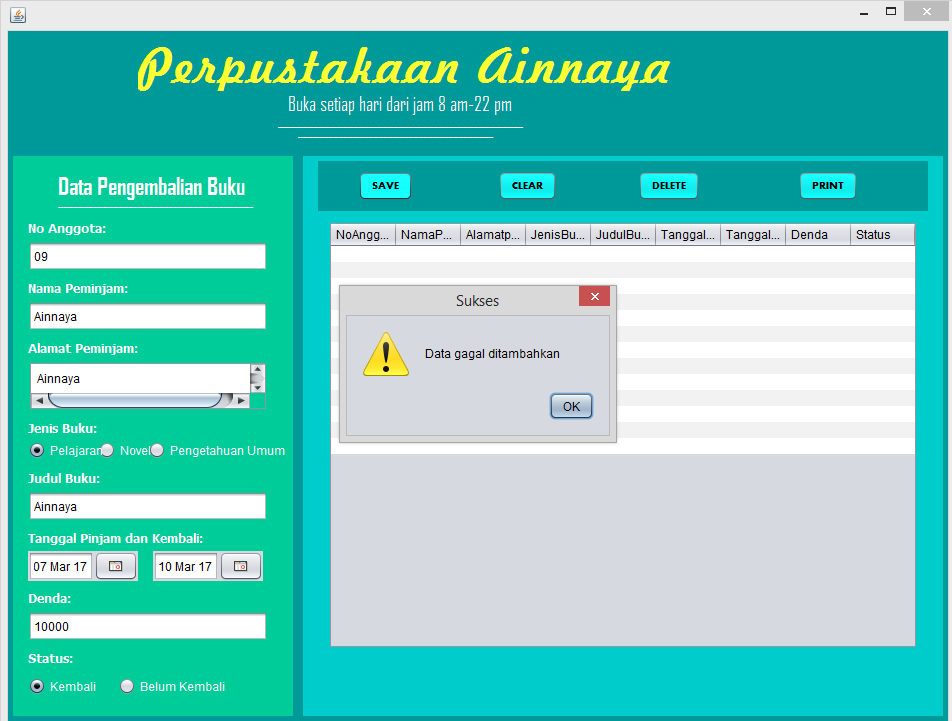 Perpustakaan Ainnaya
Buka setiap hari dari jam 8 am-22 pm
Data Pengembalian Buku
No Anggota:
09
Nama Peminjam:
Ainnaya
Alamat Peminjam:
Ainnaya
Jenis Buku:
Pelajaran Novel Pengetahuan Umum
Judul Buku:
Ainnaya
Tanggal Pinjam dan Kembali:
07 Mar 17 10 Mar 17
Denda:
10000
Status:
Kembali Belum Kembali
SAVE CLEAR DELETE PRINT
NoAngg... NamaP... Alamatp... JenisBu... JudulBu... Tanggal... Tanggal... Denda Status
Sukses
Data gagal ditambahkan
OK